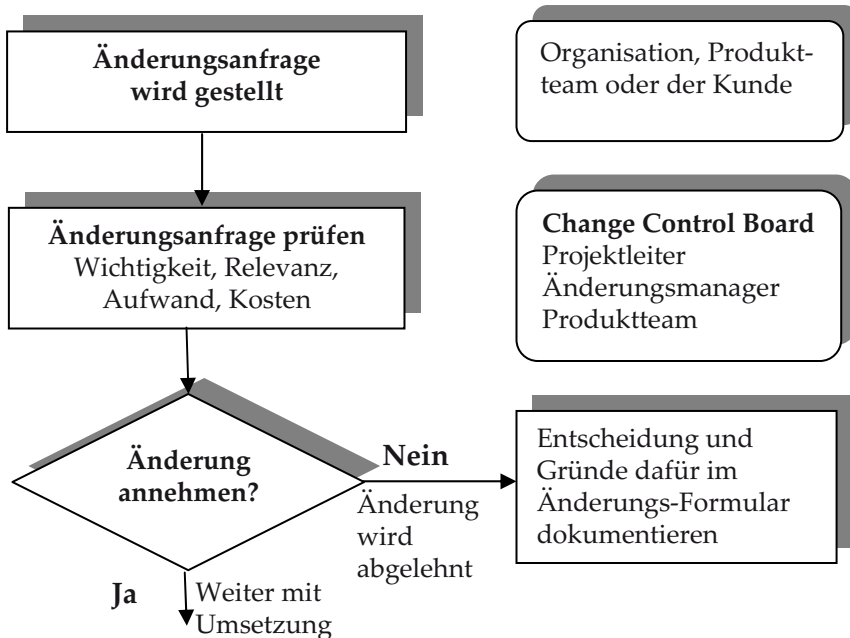 Änderungsanfrage
wird gestellt
Organisation, Produkt-
team oder der Kunde
Änderungsanfrage prüfen
Wichtigkeit, Relevanz,
Aufwand, Kosten
Change Control Board
Projektleiter
Änderungsmanager
Produktteam
Änderung
annehmen?
Nein
Änderung
wird
abgelehnt
Entscheidung und
Gründe dafür im
Änderungs-Formular
dokumentieren
Ja
Weiter mit
Umsetzung